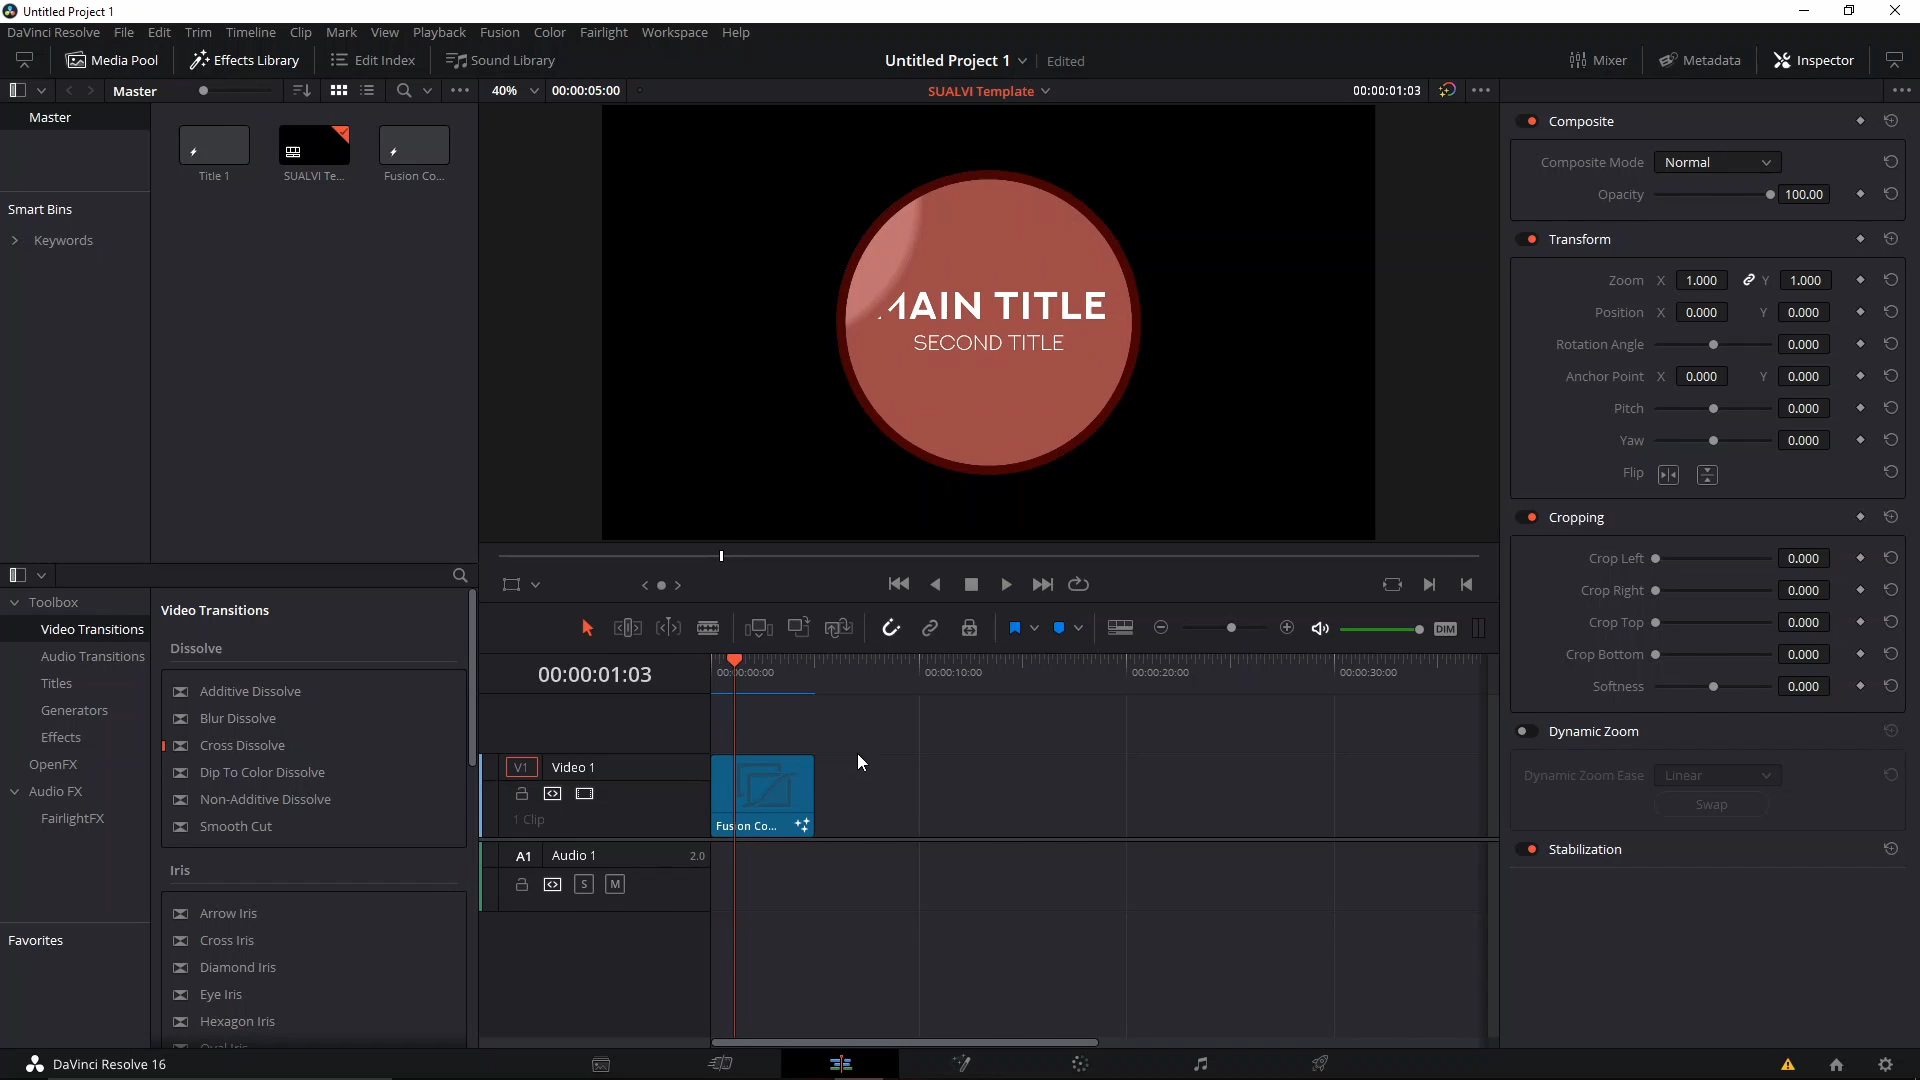 Untitled Project 1
DaVinci Resolve File Edit Trim Timeline Clip Mark View Playback Fusion Color Fairlight Workspace Help
Media Pool Effects Library Edit Index Sound Library Untitled Project 1 Edited Mixer Metadata Inspector
Master 40% 00:00:05:00 SUALVI Template 00:00:01:03
Master
Title 1 SUALVI Te... Fusion Co...
Smart Bins
Keywords
MAIN TITLE
SECOND TITLE
Composite
Composite Mode Normal
Opacity 100.00
Transform
Zoom X 1.000 Y 1.000
Position X 0.000 Y 0.000
Rotation Angle 0.000
Anchor Point X 0.000 Y 0.000
Pitch 0.000
Yaw 0.000
Flip
Cropping
Crop Left 0.000
Crop Right 0.000
Crop Top 0.000
Crop Bottom 0.000
Softness 0.000
Dynamic Zoom
Dynamic Zoom Ease Linear
Swap
Stabilization
Toolbox
Video Transitions
Audio Transitions
Titles
Generators
Effects
OpenFX
Audio FX
FairlightFX
Favorites
Video Transitions
Dissolve
Additive Dissolve
Blur Dissolve
Cross Dissolve
Dip To Color Dissolve
Non-Additive Dissolve
Smooth Cut
Iris
Arrow Iris
Cross Iris
Diamond Iris
Eye Iris
Hexagon Iris
Oval Iris
DIM
00:00:01:03 00:00:00:00 00:00:10:00 00:00:20:00 00:00:30:00
V1 Video 1
1 Clip
Fusion Co...
A1 Audio 1 2.0
S M
DaVinci Resolve 16